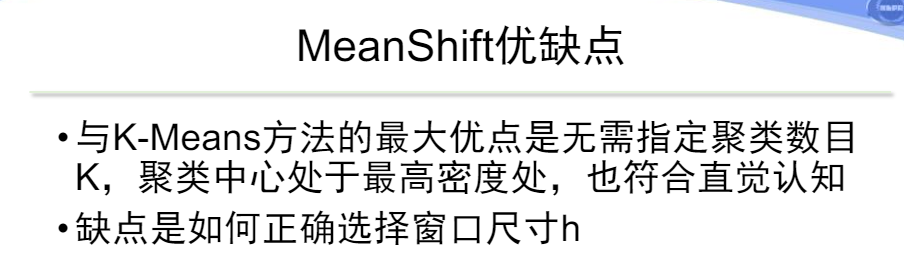 MeanShift优缺点
•与K-Means方法的最大优点是无需指定聚类数目
K，聚类中心处于最高密度处，也符合直觉认知
•缺点是如何正确选择窗口尺寸h